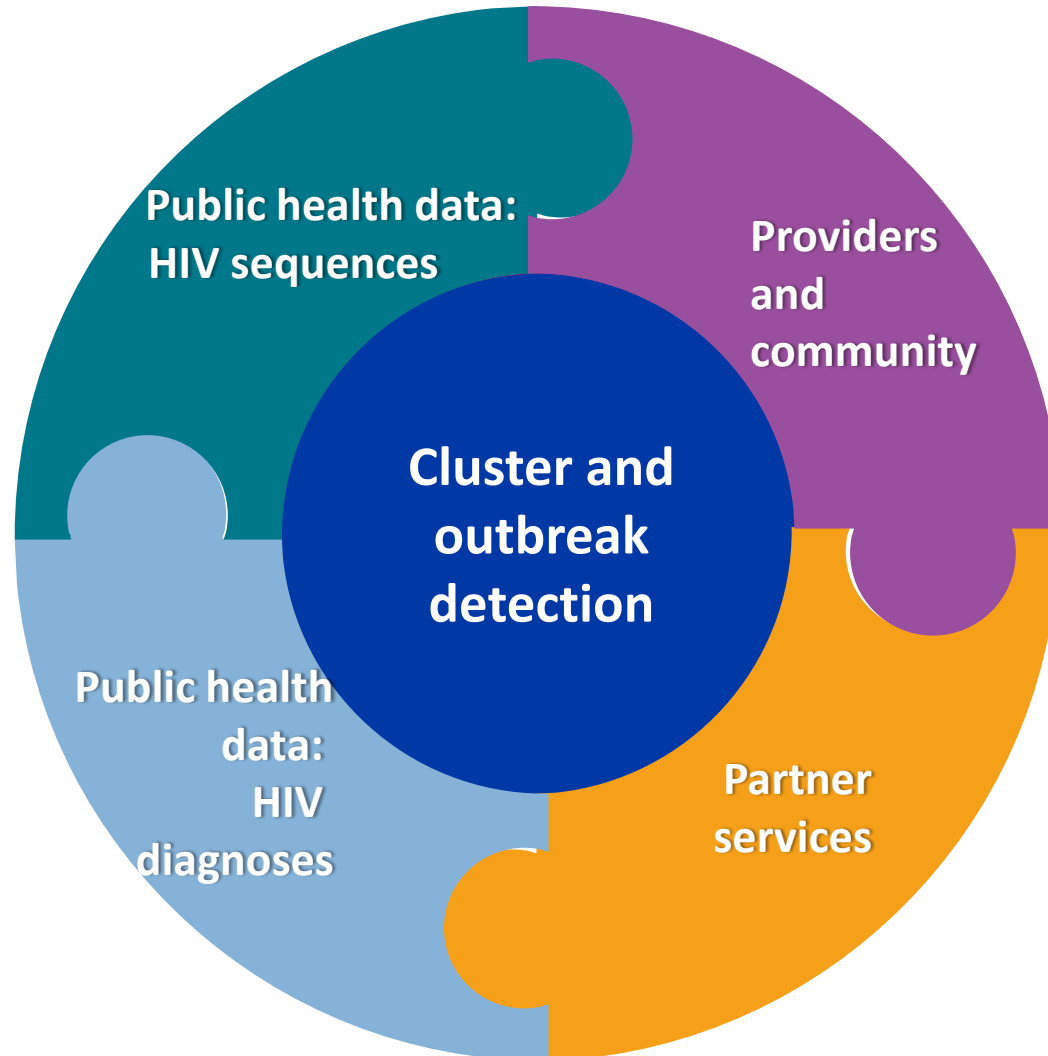 Public health data:
HIV sequences
Providers
and
community
Cluster and
outbreak
detection
Public health
data:
HIV
diagnoses
Partner
services